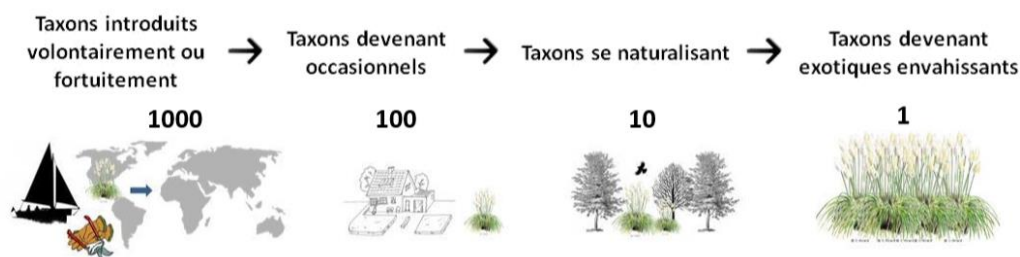 Taxons introduits
volontairement ou
fortuitement
→
Taxons devenant
occasionnels
→
Taxons se naturalisant
→
Taxons devenant
exotiques envahissants
1000
100
10
1